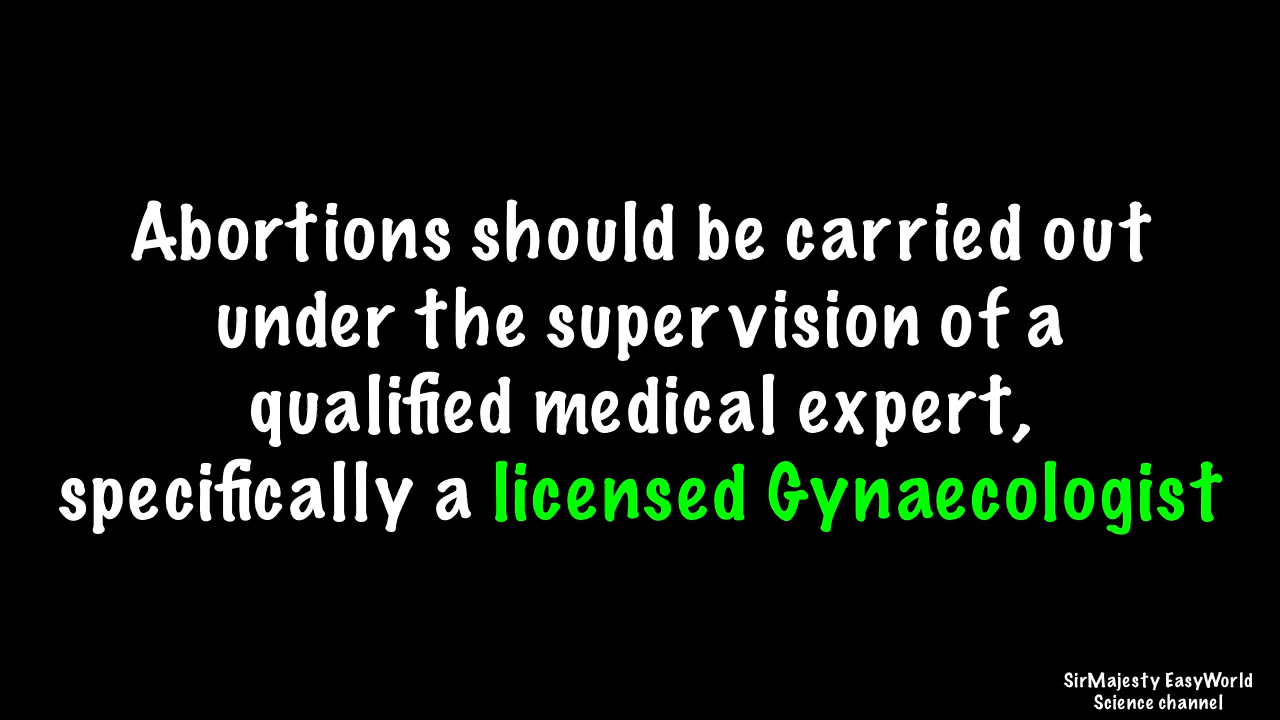 Abortions should be carried out
under the supervision of a
qualified medical expert,
specifically a licensed Gynaecologist
SirMajesty EasyWorld
Science channel